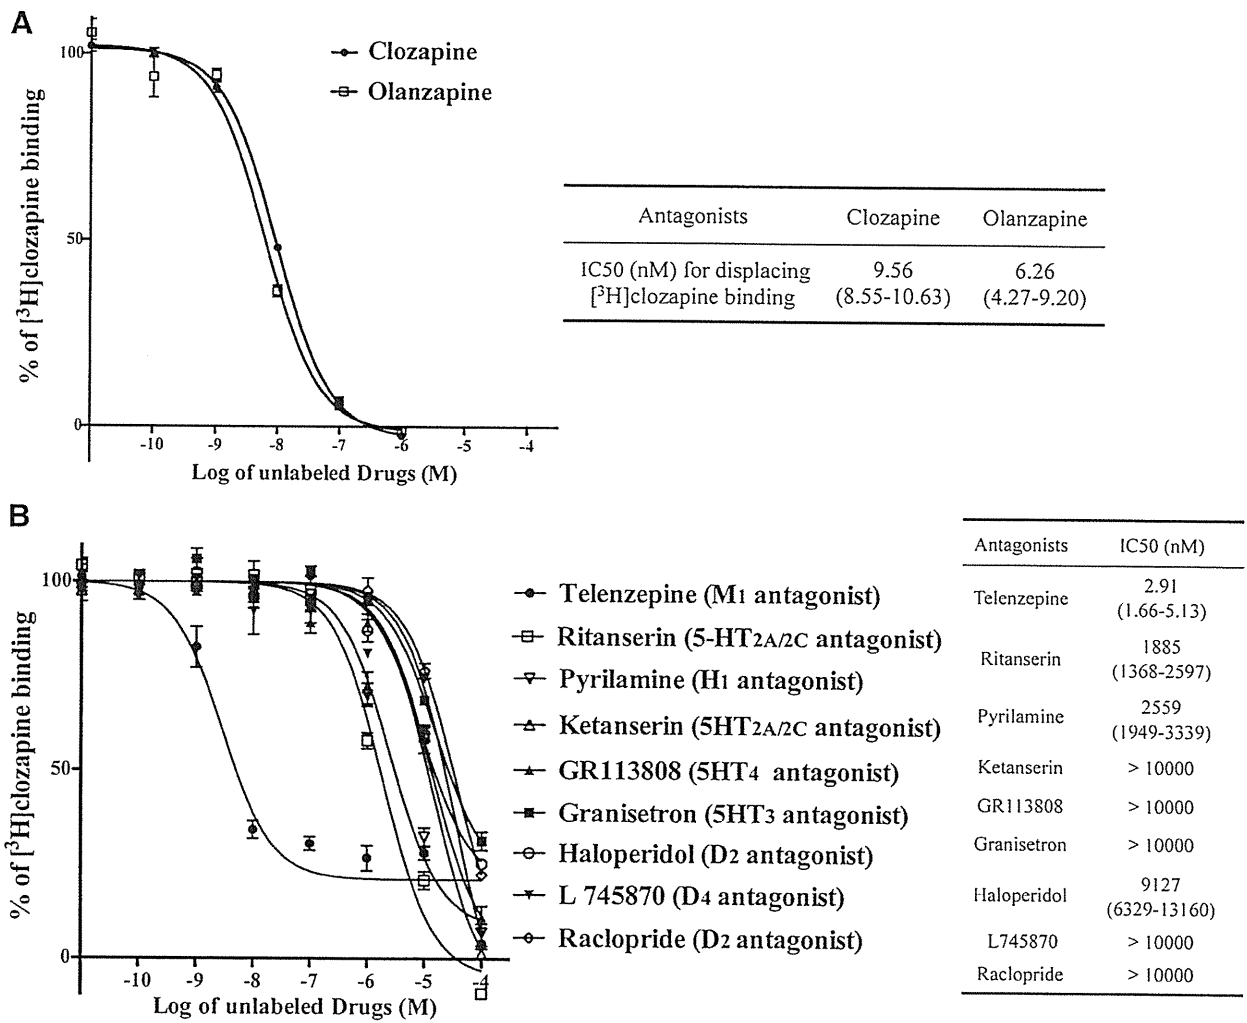 A
100
50
0
% of [³H]clozapine binding
Clozapine
Olanzapine
-10 -9 -8 -7 -6 -5 -4
Log of unlabeled Drugs (M)
Antagonists Clozapine Olanzapine
IC50 (nM) for displacing 9.56 6.26
[³H]clozapine binding (8.55-10.63) (4.27-9.20)
B
100
50
0
% of [³H]clozapine binding
-10 -9 -8 -7 -6 -5 -4
Log of unlabeled Drugs (M)
Telenzepine (M1 antagonist)
Ritanserin (5-HT2A/2C antagonist)
Pyrilamine (H1 antagonist)
Ketanserin (5HT2A/2C antagonist)
GR113808 (5HT4 antagonist)
Granisetron (5HT3 antagonist)
Haloperidol (D2 antagonist)
L 745870 (D4 antagonist)
Raclopride (D2 antagonist)
Antagonists IC50 (nM)
Telenzepine 2.91
(1.66-5.13)
Ritanserin 1885
(1368-2597)
Pyrilamine 2559
(1949-3339)
Ketanserin > 10000
GR113808 > 10000
Granisetron > 10000
Haloperidol 9127
(6329-13160)
L745870 > 10000
Raclopride > 10000